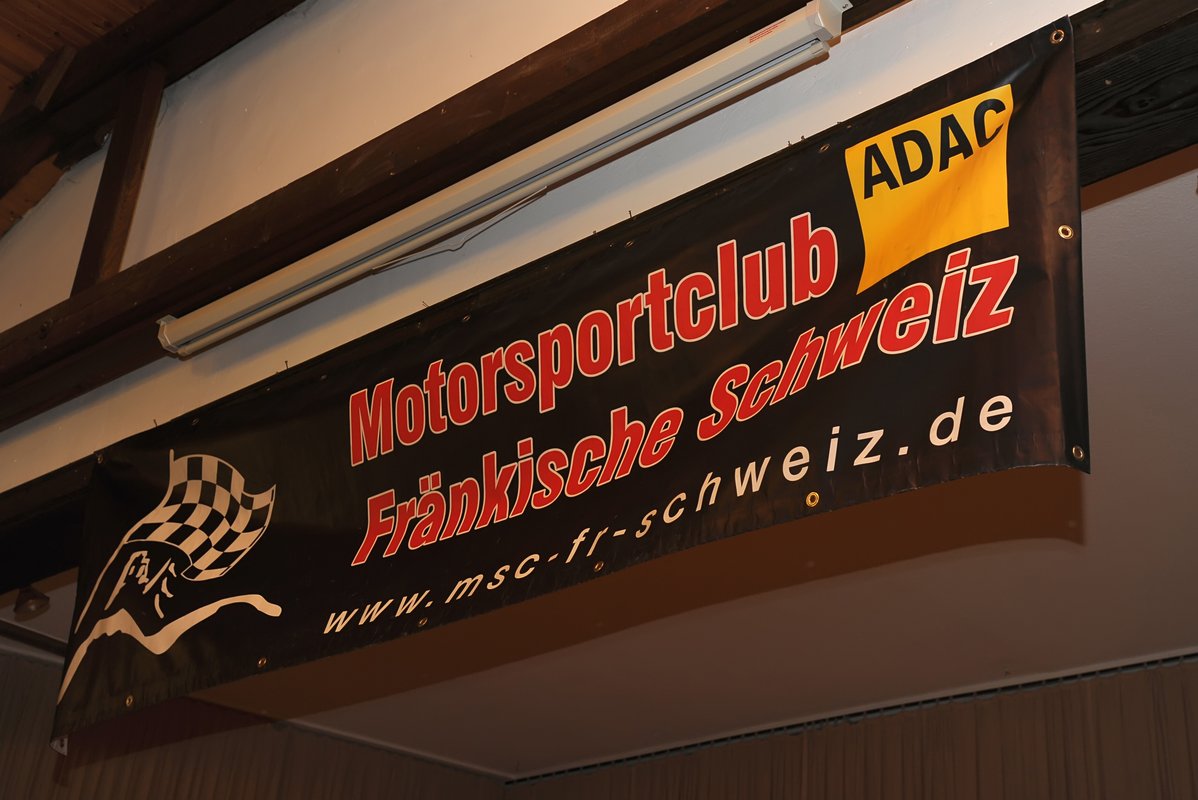 ADAC
Motorsportclub
Fränkische Schweiz
www.msc-fr-schweiz.de